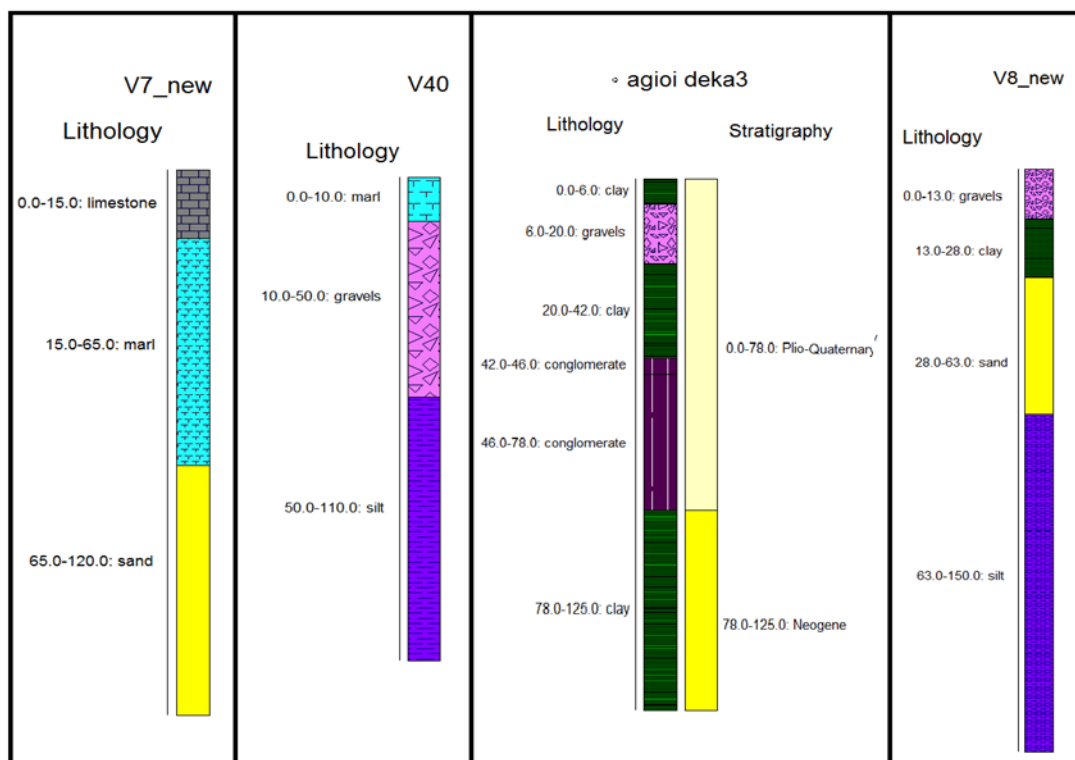 V7_new
Lithology
0.0-15.0: limestone
15.0-65.0: marl
65.0-120.0: sand
V40
Lithology
0.0-10.0: marl
10.0-50.0: gravels
50.0-110.0: silt
agioi deka3
Lithology
Stratigraphy
0.0-6.0: clay
6.0-20.0: gravels
20.0-42.0: clay
42.0-46.0: conglomerate
46.0-78.0: conglomerate
78.0-125.0: clay
0.0-78.0: Plio-Quaternary
78.0-125.0: Neogene
V8_new
Lithology
0.0-13.0: gravels
13.0-28.0: clay
28.0-63.0: sand
63.0-150.0: silt